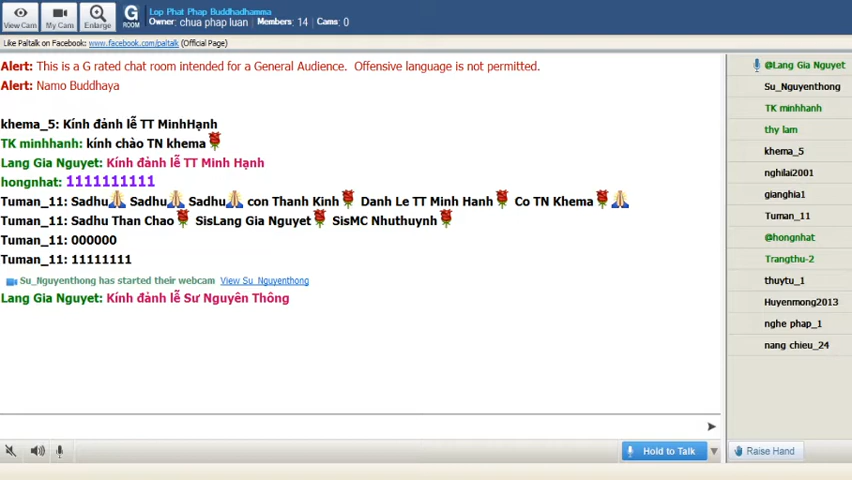 View Cam
My Cam
Enlarge
G
ROOM
Lop Phat Phap Buddhadhamma
Owner: chua phap luan Members: 14 Cams: 0
Like Paltalk on Facebook: www.facebook.com/paltalk (Official Page)
Alert: This is a G rated chat room intended for a General Audience. Offensive language is not permitted.
Alert: Namo Buddhaya
khema_5: Kính đảnh lễ TT MinhHạnh
TK minhhanh: kính chào TN khema
Lang Gia Nguyet: Kính đảnh lễ TT Minh Hạnh
hongnhat: 1111111111
Tuman_11: Sadhu Sadhu Sadhu con Thanh Kinh Danh Le TT Minh Hanh Co TN Khema
Tuman_11: Sadhu Than Chao SisLang Gia Nguyet SisMC Nhuthuynh
Tuman_11: 000000
Tuman_11: 11111111
Su_Nguyenthong has started their webcam View Su_Nguyenthong
Lang Gia Nguyet: Kính đảnh lễ Sư Nguyên Thông
@Lang Gia Nguyet
Su_Nguyenthong
TK minhhanh
thy lam
khema_5
nghilai2001
gianghia1
Tuman_11
@hongnhat
Trangthu-2
thuytu_1
Huyenmong2013
nghe phap_1
nang chieu_24
Hold to Talk
Raise Hand